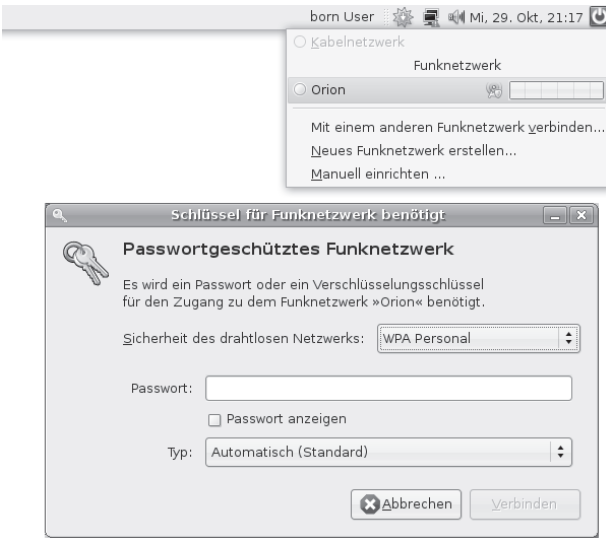 born User Mi, 29. Okt, 21:17
Kabelnetzwerk
Funknetzwerk
Orion
Mit einem anderen Funknetzwerk verbinden...
Neues Funknetzwerk erstellen...
Manuell einrichten ...
Schlüssel für Funknetzwerk benötigt
Passwortgeschütztes Funknetzwerk
Es wird ein Passwort oder ein Verschlüsselungsschlüssel
für den Zugang zu dem Funknetzwerk »Orion« benötigt.
Sicherheit des drahtlosen Netzwerks: WPA Personal
Passwort:
Passwort anzeigen
Typ: Automatisch (Standard)
Abbrechen Verbinden